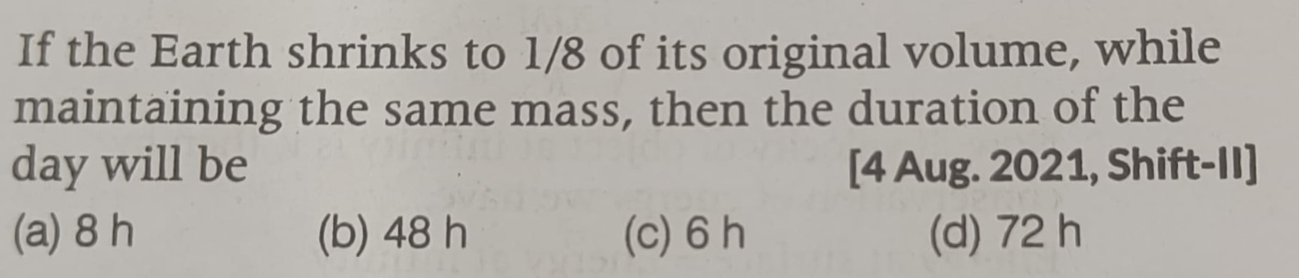 If the Earth shrinks to 1/8 of its original volume, while
maintaining the same mass, then the duration of the
day will be [4 Aug. 2021, Shift-II]
(a) 8 h (b) 48 h (c) 6 h (d) 72 h